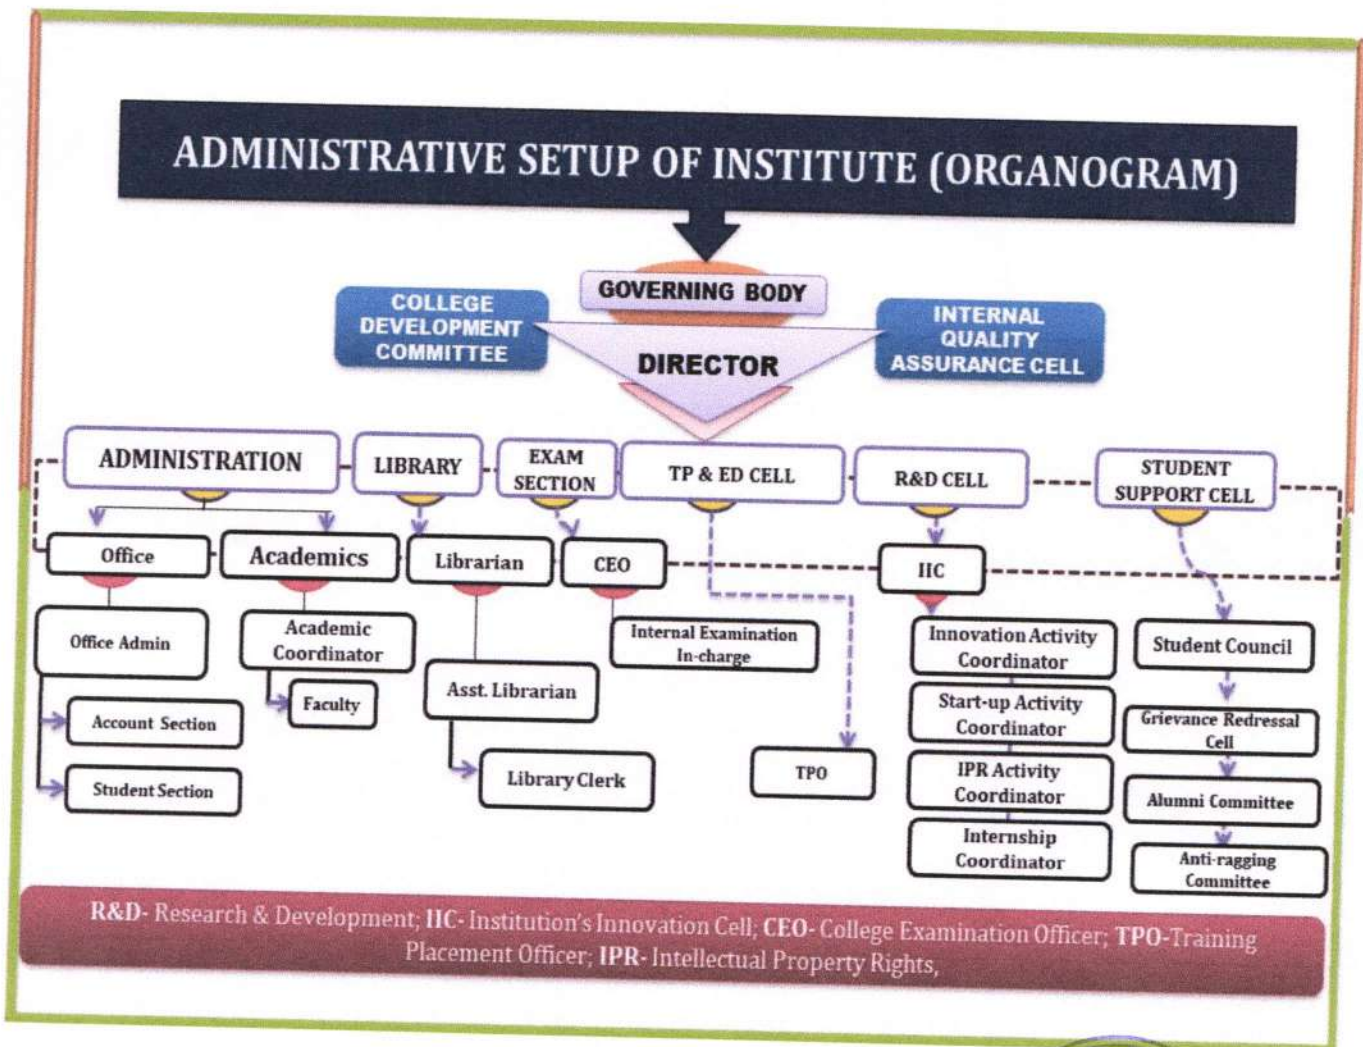 ADMINISTRATIVE SETUP OF INSTITUTE (ORGANOGRAM)
GOVERNING BODY
COLLEGE
DEVELOPMENT
COMMITTEE
DIRECTOR
INTERNAL
QUALITY
ASSURANCE CELL
ADMINISTRATION
LIBRARY
EXAM
SECTION
TP & ED CELL
R&D CELL
STUDENT
SUPPORT CELL
Office
Academics
Librarian
CEO
IIC
Office Admin
Account Section
Student Section
Academic
Coordinator
Faculty
Asst. Librarian
Library Clerk
Internal Examination
In-charge
TPO
Innovation Activity
Coordinator
Start-up Activity
Coordinator
IPR Activity
Coordinator
Internship
Coordinator
Student Council
Grievance Redressal
Cell
Alumni Committee
Anti-ragging
Committee
R&D- Research & Development; IIC- Institution's Innovation Cell; CEO- College Examination Officer; TPO-Training
Placement Officer; IPR- Intellectual Property Rights,